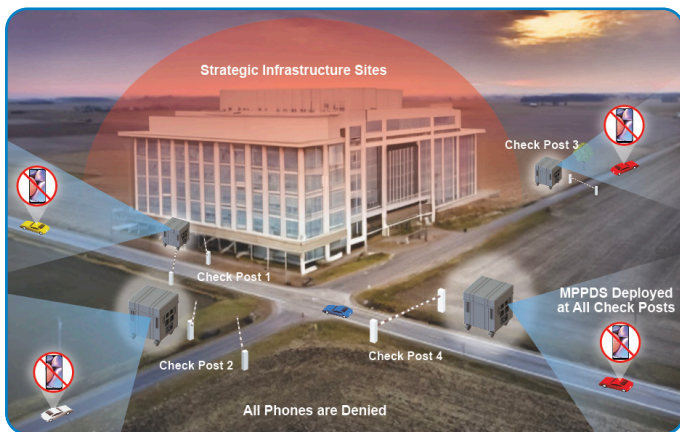 Strategic Infrastructure Sites
Check Post 3
Check Post 1
MPPDS Deployed
at All Check Posts
Check Post 2
Check Post 4
All Phones are Denied